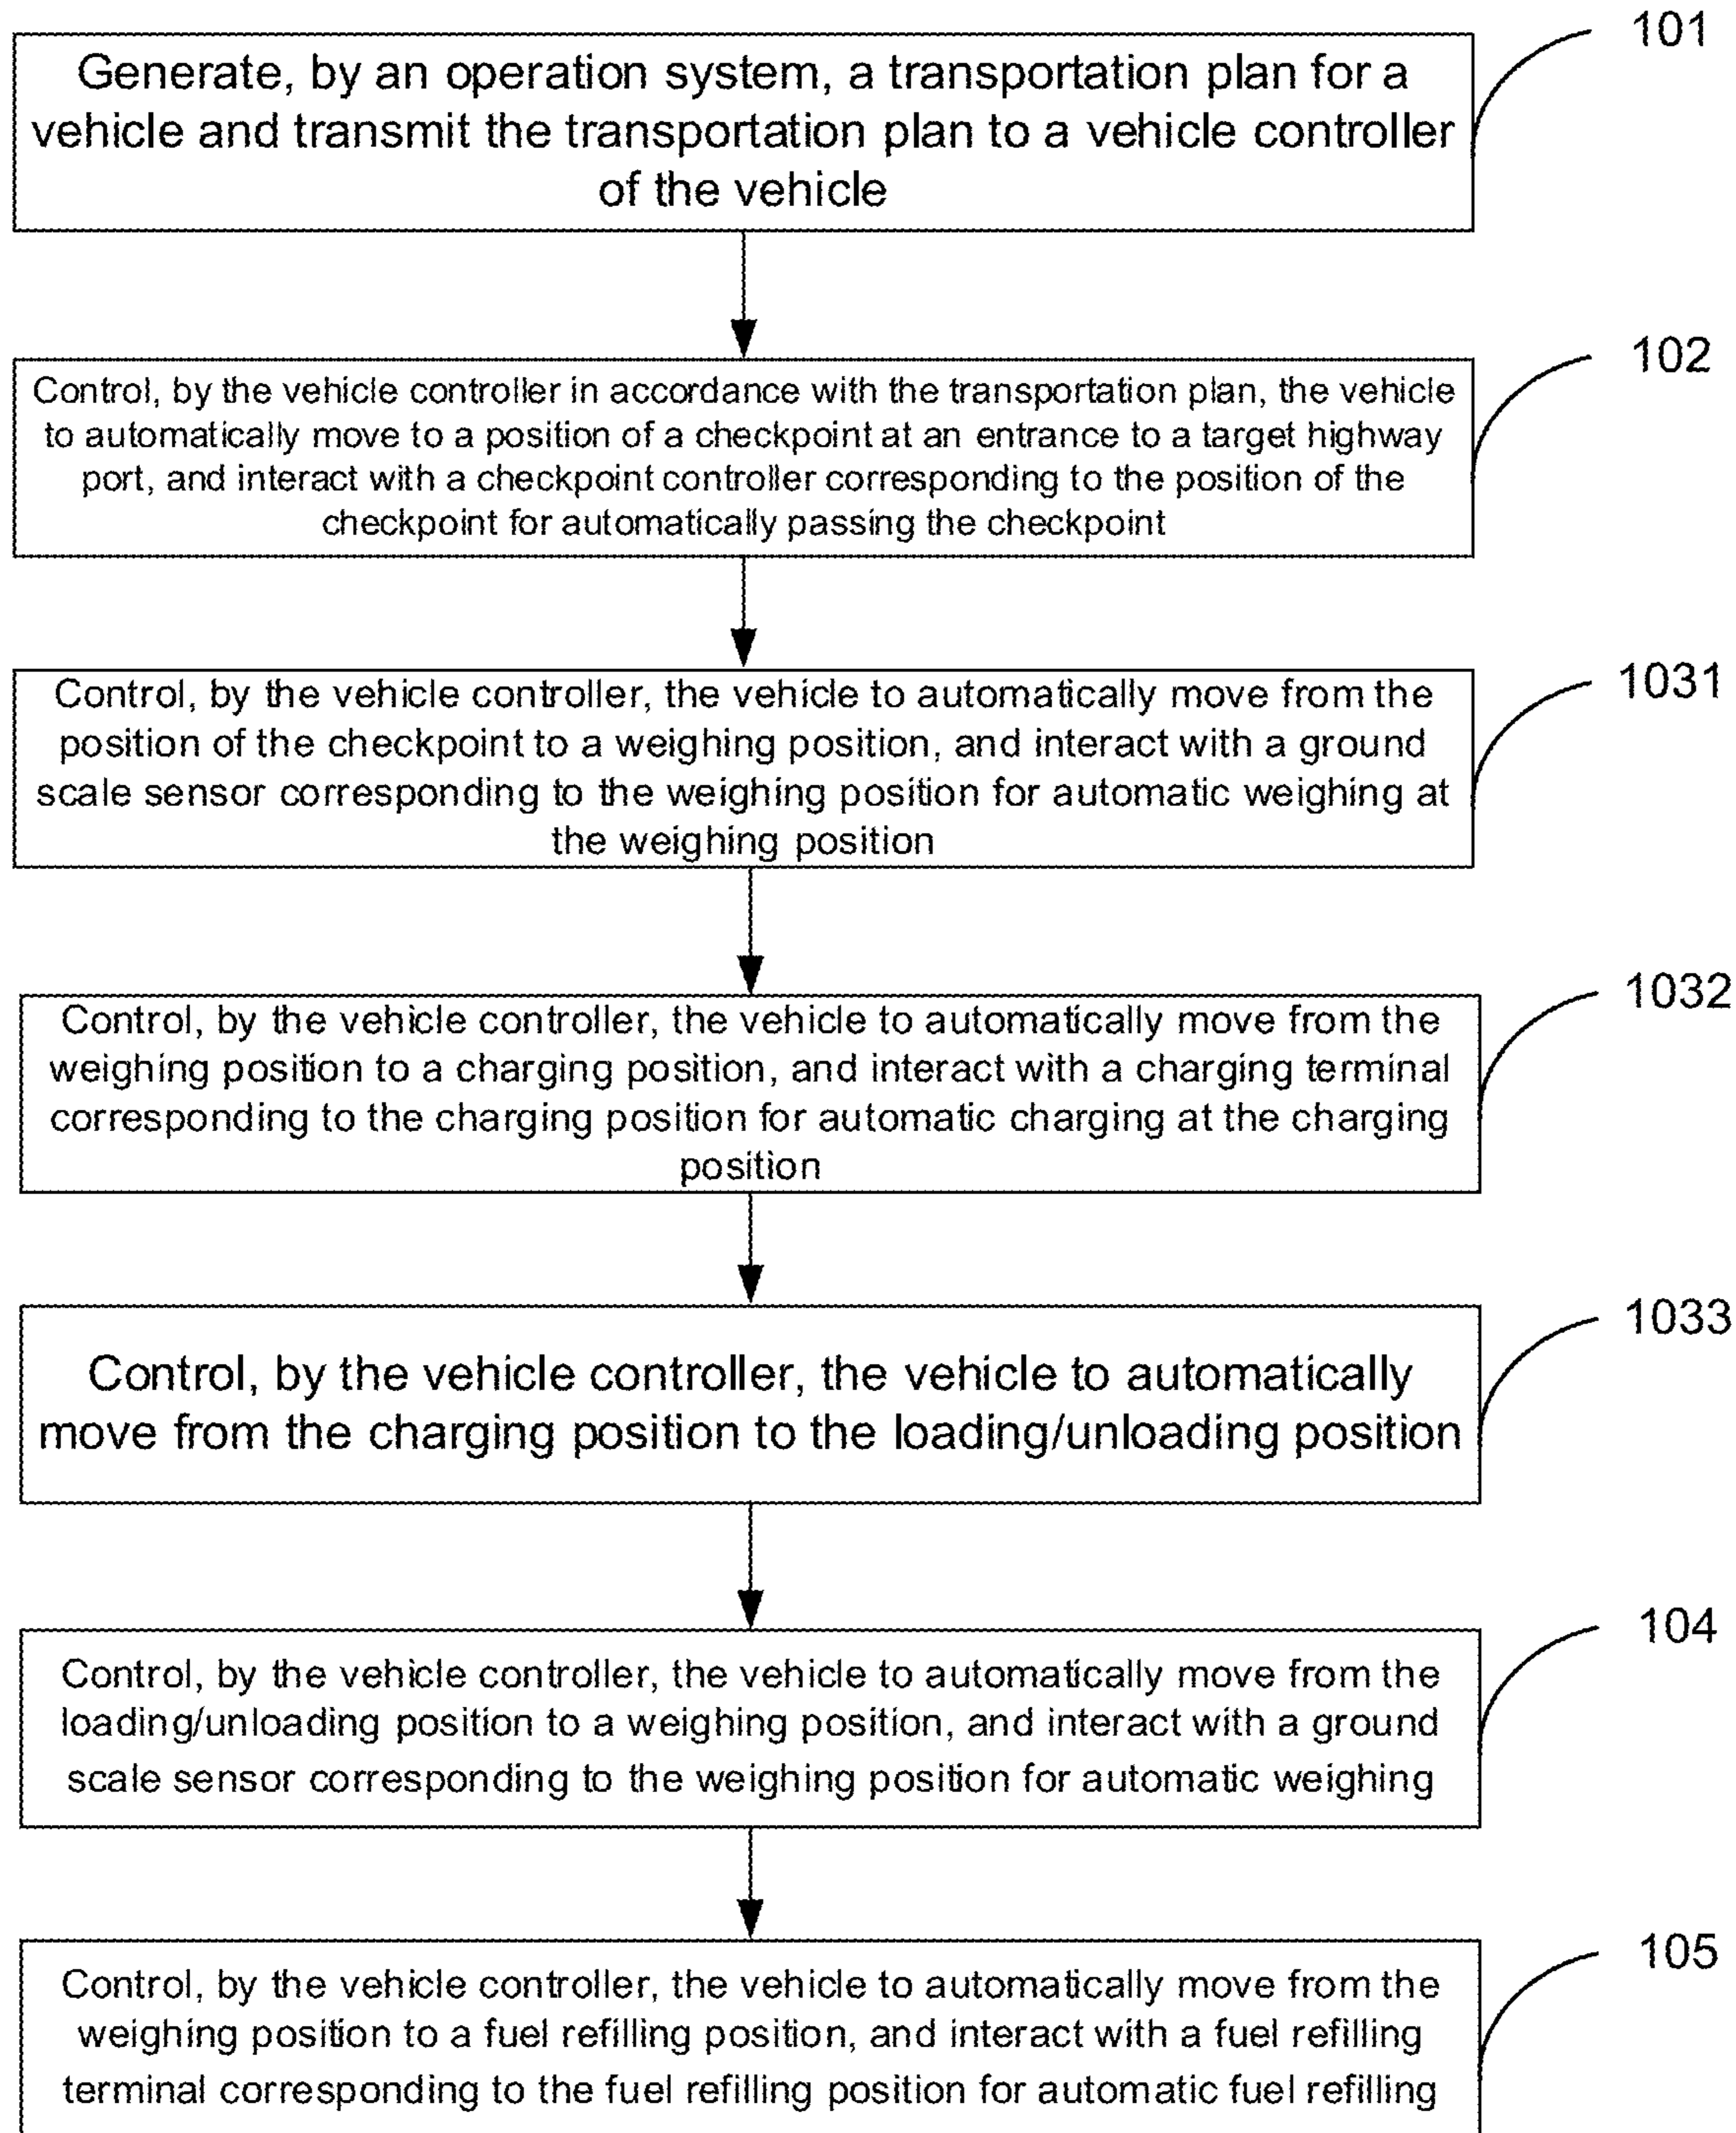 101
Generate, by an operation system, a transportation plan for a
vehicle and transmit the transportation plan to a vehicle controller
of the vehicle
102
Control, by the vehicle controller in accordance with the transportation plan, the vehicle
to automatically move to a position of a checkpoint at an entrance to a target highway
port, and interact with a checkpoint controller corresponding to the position of the
checkpoint for automatically passing the checkpoint
1031
Control, by the vehicle controller, the vehicle to automatically move from the
position of the checkpoint to a weighing position, and interact with a ground
scale sensor corresponding to the weighing position for automatic weighing at
the weighing position
1032
Control, by the vehicle controller, the vehicle to automatically move from the
weighing position to a charging position, and interact with a charging terminal
corresponding to the charging position for automatic charging at the charging
position
1033
Control, by the vehicle controller, the vehicle to automatically
move from the charging position to the loading/unloading position
104
Control, by the vehicle controller, the vehicle to automatically move from the
loading/unloading position to a weighing position, and interact with a ground
scale sensor corresponding to the weighing position for automatic weighing
105
Control, by the vehicle controller, the vehicle to automatically move from the
weighing position to a fuel refilling position, and interact with a fuel refilling
terminal corresponding to the fuel refilling position for automatic fuel refilling